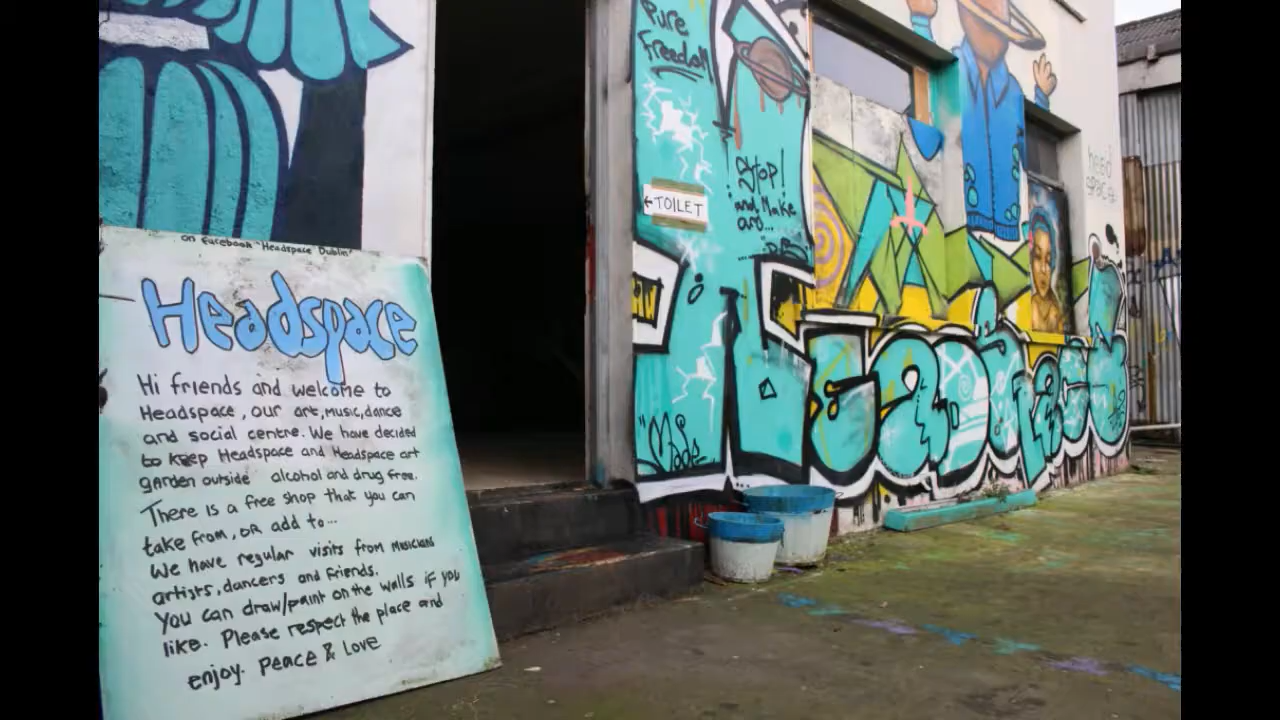 on Facebook "Headspace Dublin"
Headspace
Hi friends and welcome to
Headspace, our art, music, dance
and social centre. We have decided
to keep Headspace and Headspace art
garden outside alcohol and drug free.
There is a free shop that you can
take from, OR add to...
We have regular visits from musicians
artists, dancers and friends.
You can draw/paint on the walls if you
like. Please respect the place and
enjoy. Peace & Love
Pure
Freedom
←TOILET
Stop!
and Make
art...
"Mode
head
space
Headspace